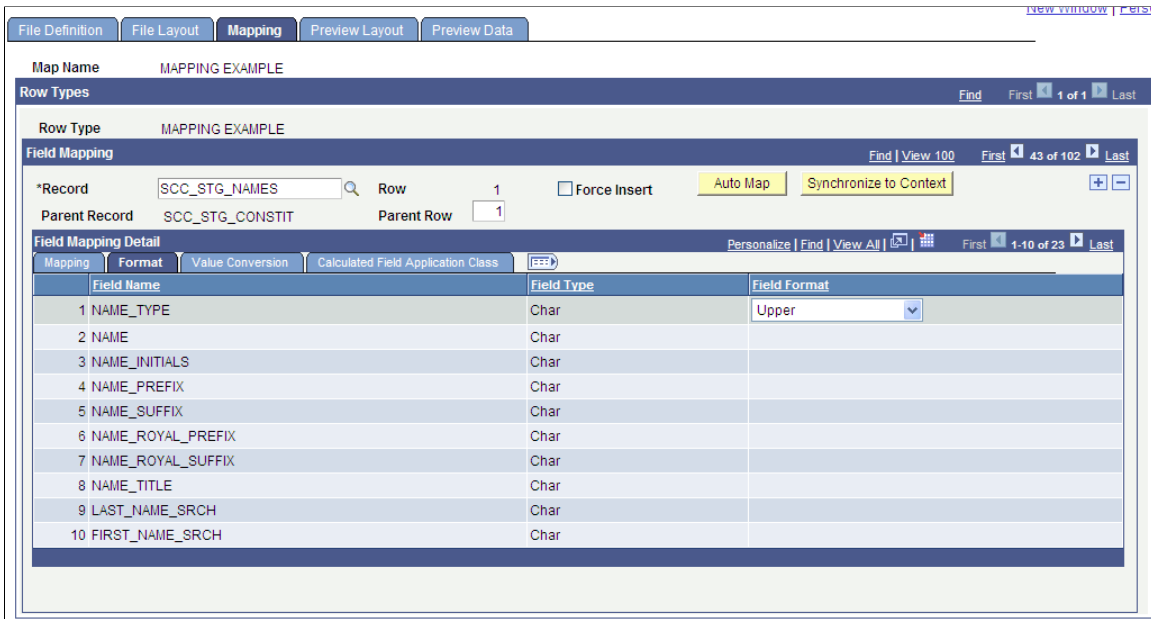 New Window | Pers
File Definition File Layout Mapping Preview Layout Preview Data
Map Name MAPPING EXAMPLE
Row Types Find First 1 of 1 Last
Row Type MAPPING EXAMPLE
Field Mapping Find | View 100 First 43 of 102 Last
*Record SCC_STG_NAMES Row 1 Force Insert Auto Map Synchronize to Context
Parent Record SCC_STG_CONSTIT Parent Row 1
Field Mapping Detail Personalize | Find | View All | | First 1-10 of 23 Last
Mapping Format Value Conversion Calculated Field Application Class
Field Name Field Type Field Format
1 NAME_TYPE Char Upper
2 NAME Char
3 NAME_INITIALS Char
4 NAME_PREFIX Char
5 NAME_SUFFIX Char
6 NAME_ROYAL_PREFIX Char
7 NAME_ROYAL_SUFFIX Char
8 NAME_TITLE Char
9 LAST_NAME_SRCH Char
10 FIRST_NAME_SRCH Char